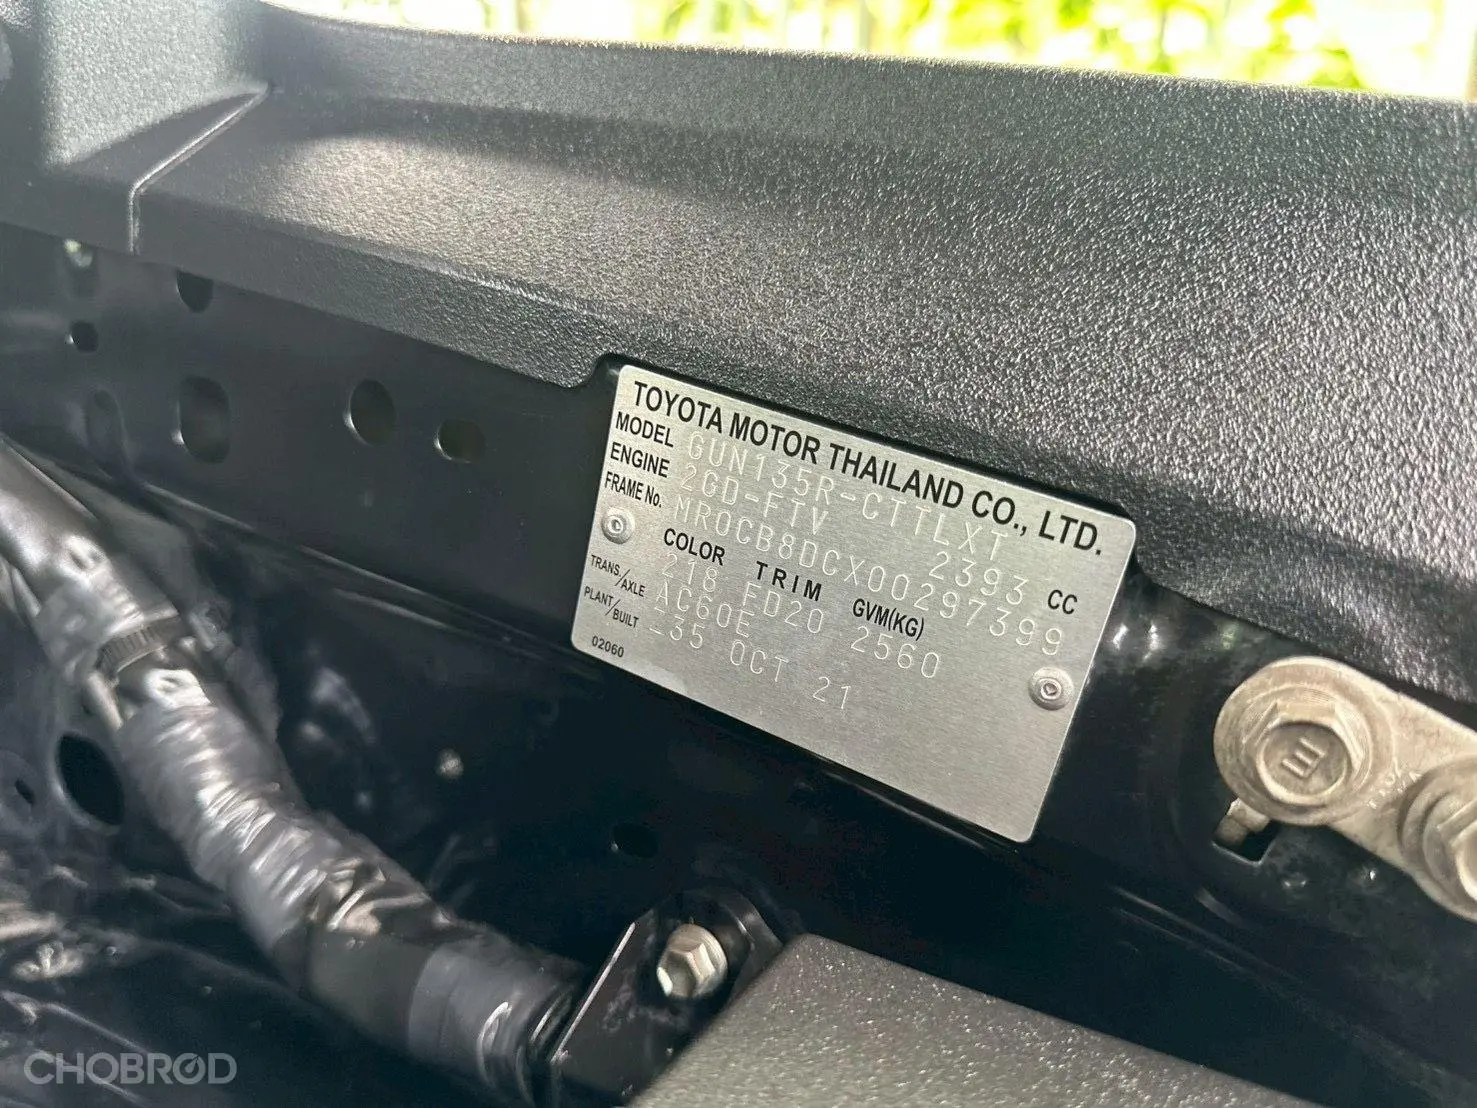 TOYOTA MOTOR THAILAND CO., LTD.
MODEL GUN135R-CTTLXT
ENGINE 2GD-FTV 2393 CC
FRAME No. MR0CB8DCX00297399
COLOR TRIM GVM(KG)
218 FD20 2560
TRANS./AXLE AC60E
PLANT/BUILT -35 OCT 21
02060
E
CHOBROD